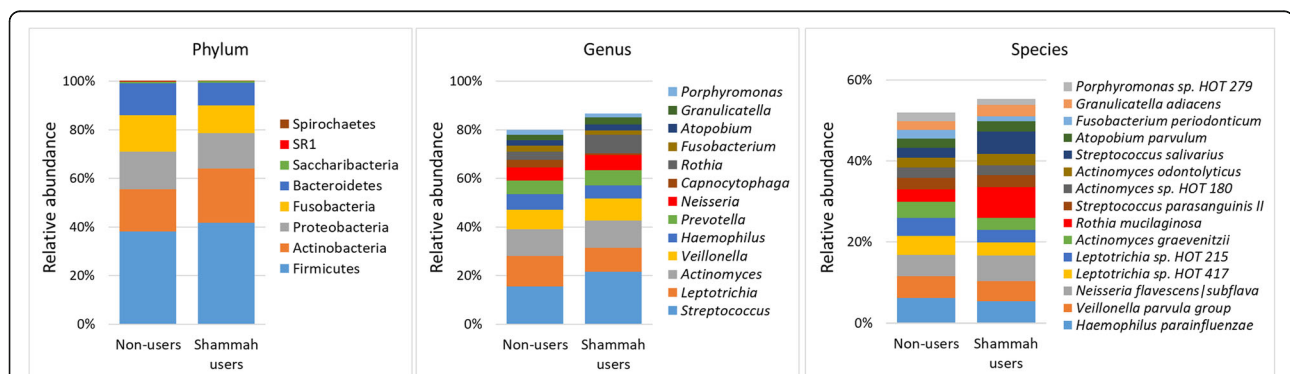 Phylum
Relative abundance
100%
80%
60%
40%
20%
0%
Non-users
Shammah
users
Spirochaetes
SR1
Saccharibacteria
Bacteroidetes
Fusobacteria
Proteobacteria
Actinobacteria
Firmicutes
Genus
Relative abundance
100%
80%
60%
40%
20%
0%
Non-users
Shammah
users
Porphyromonas
Granulicatella
Atopobium
Fusobacterium
Rothia
Capnocytophaga
Neisseria
Prevotella
Haemophilus
Veillonella
Actinomyces
Leptotrichia
Streptococcus
Species
Relative abundance
60%
40%
20%
0%
Non-users
Shammah
users
Porphyromonas sp. HOT 279
Granulicatella adiacens
Fusobacterium periodonticum
Atopobium parvulum
Streptococcus salivarius
Actinomyces odontolyticus
Actinomyces sp. HOT 180
Streptococcus parasanguinis II
Rothia mucilaginosa
Actinomyces graevenitzii
Leptotrichia sp. HOT 215
Leptotrichia sp. HOT 417
Neisseria flavescens|subflava
Veillonella parvula group
Haemophilus parainfluenzae